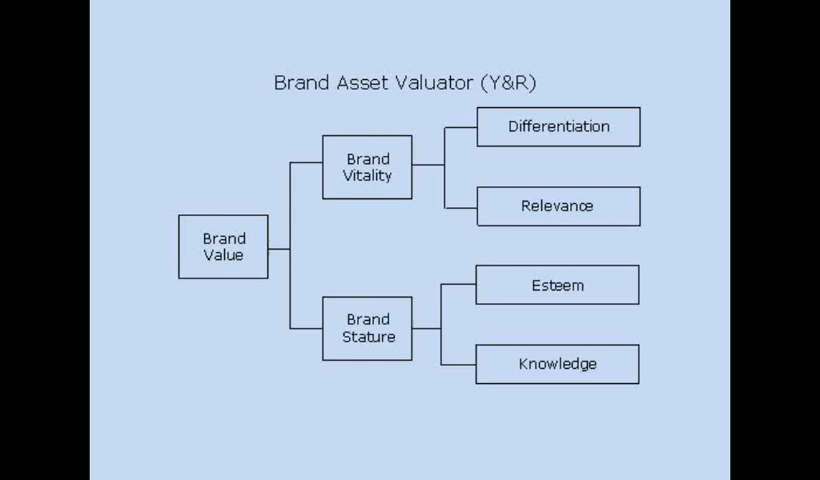 Brand Asset Valuator (Y&R)
Differentiation
Brand
Vitality
Relevance
Brand
Value
Esteem
Brand
Stature
Knowledge